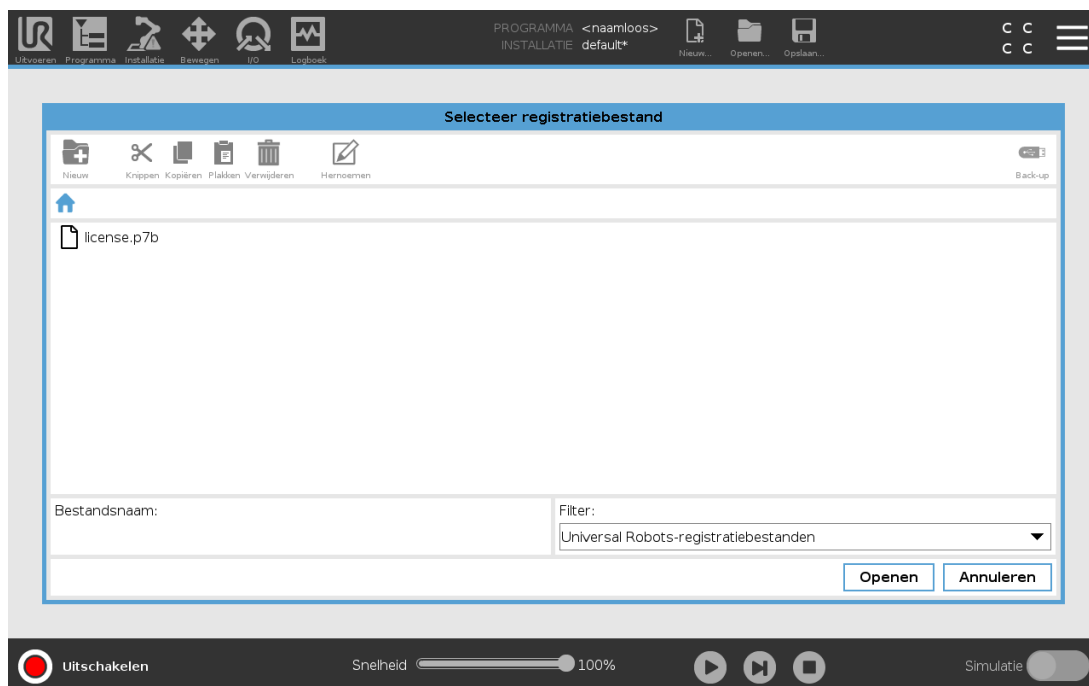 UR
PROGRAMMA <naamloos>
INSTALLATIE default*
C C
C C
Uitvoeren Programma Installatie Bewegen I/O Logboek
Nieuw... Openen... Opslaan...
Selecteer registratiebestand
Nieuw Knippen Kopiëren Plakken Verwijderen Hernoemen Back-up
license.p7b
Bestandsnaam:
Filter:
Universal Robots-registratiebestanden
Openen Annuleren
Uitschakelen Snelheid 100% Simulatie